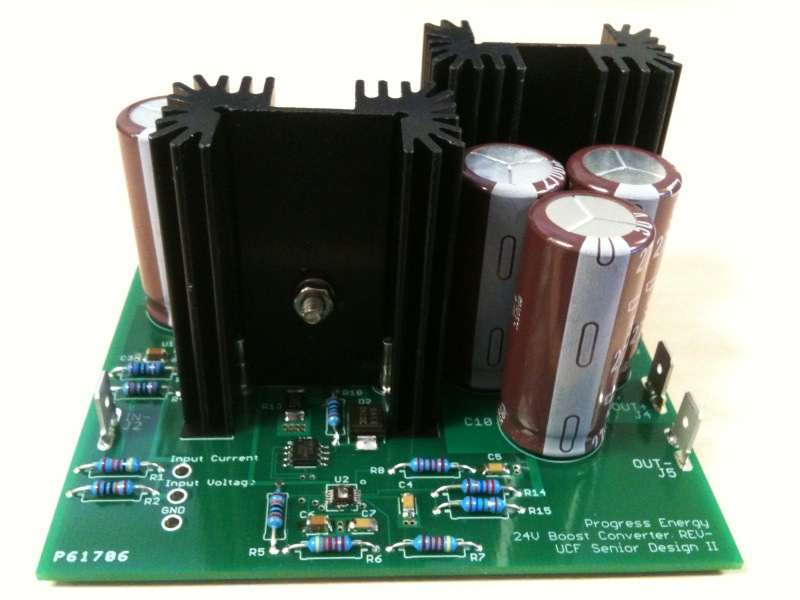 50V
U1
C3
IN-
J2
R13
R10
D2
C10
OUT+
J4
OUT-
J5
R1
R2
Input Current
Input Voltage
GND
R8
C5
U2
C4
R14
R15
C7
R5
R6
R7
P61706
Progress Energy
24V Boost Converter REV-
UCF Senior Design II